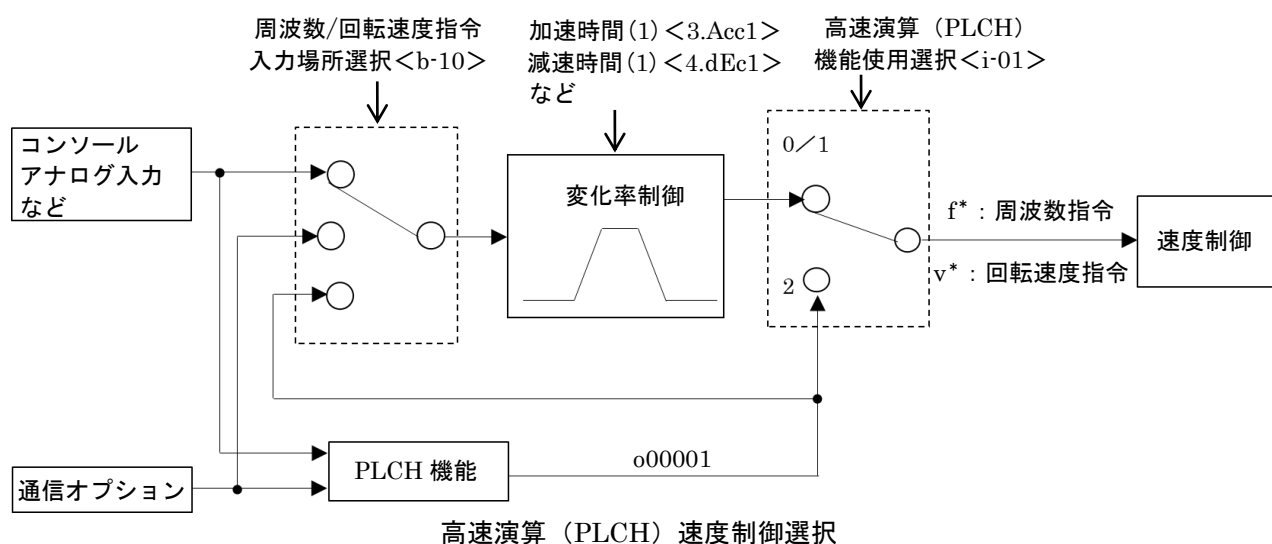 周波数/回転速度指令
入力場所選択<b-10>
加速時間(1)<3.Acc1>
減速時間(1)<4.dEc1>
など
高速演算（PLCH）
機能使用選択<i-01>
コンソール
アナログ入力
など
変化率制御
0／1
2
f*：周波数指令
v*：回転速度指令
速度制御
通信オプション
PLCH 機能
o00001
高速演算（PLCH）速度制御選択